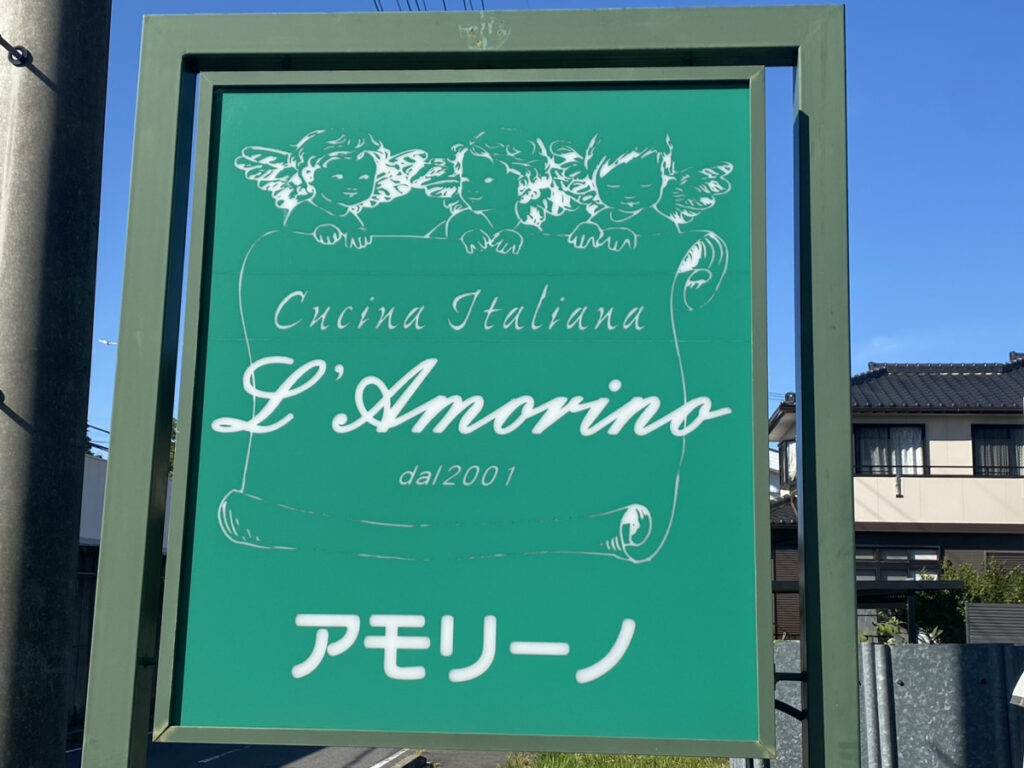 Cucina Italiana
L'Amorino
dal2001
アモリーノ